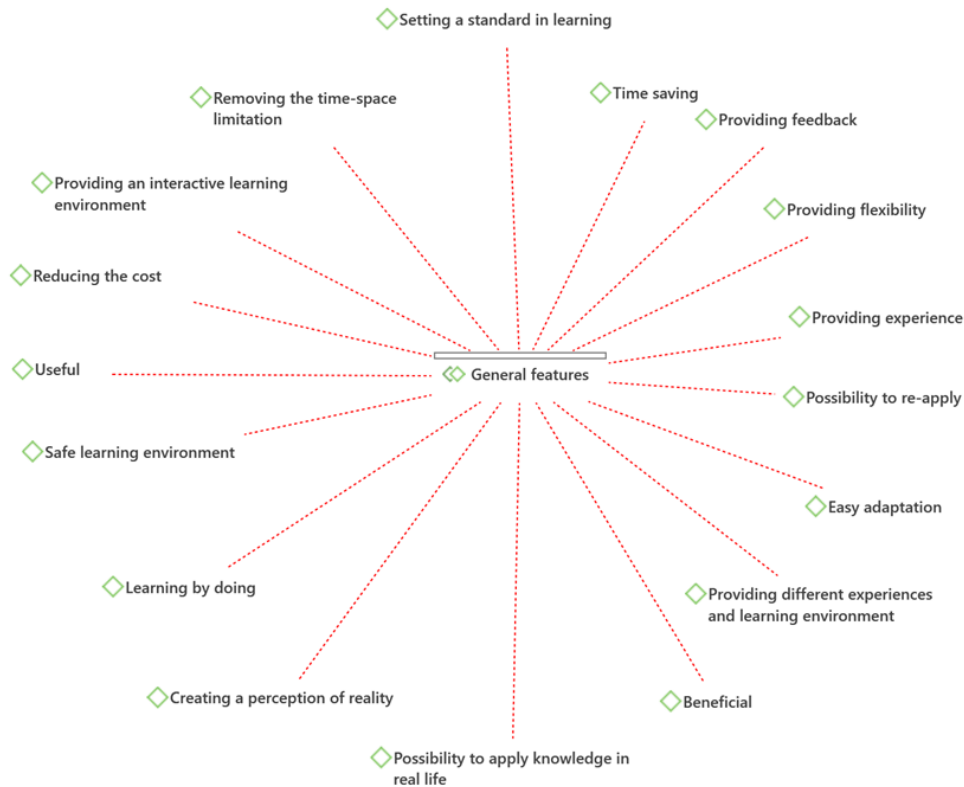 Setting a standard in learning
Removing the time-space
limitation
Time saving
Providing feedback
Providing an interactive learning
environment
Providing flexibility
Reducing the cost
Providing experience
Useful
General features
Possibility to re-apply
Safe learning environment
Easy adaptation
Learning by doing
Providing different experiences
and learning environment
Creating a perception of reality
Beneficial
Possibility to apply knowledge in
real life